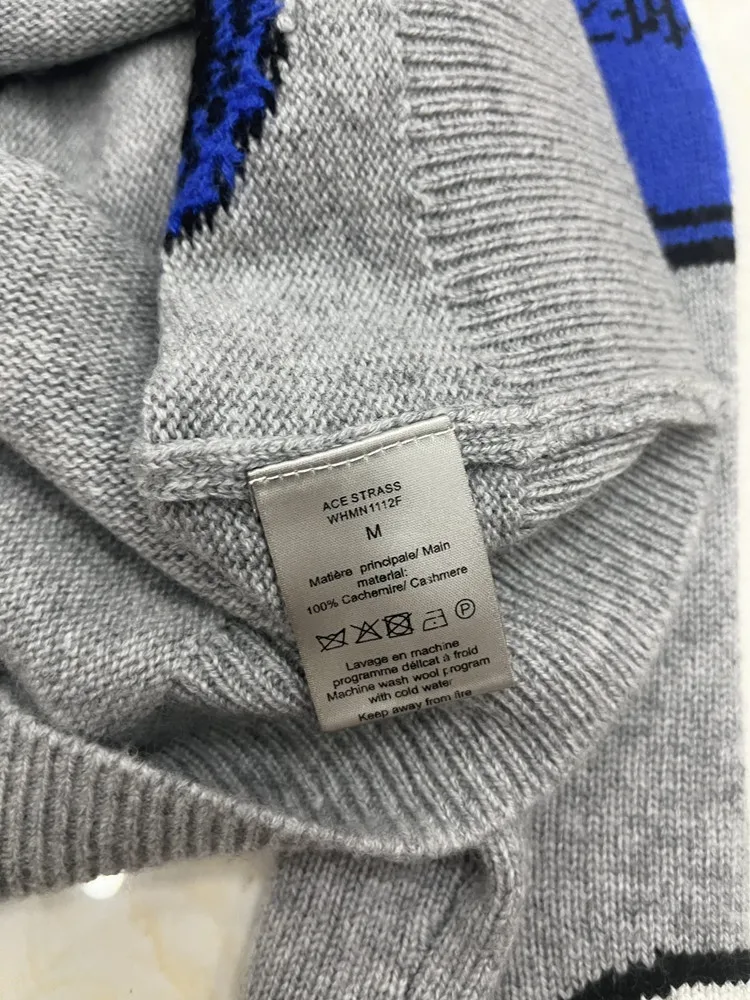 ACE STRASS
WHMN1112F
M
Matière principale/ Main
material:
100% Cachemire/ Cashmere
P
Lavage en machine
programme délicat à froid
Machine wash wool program
with cold water
Keep away from fire